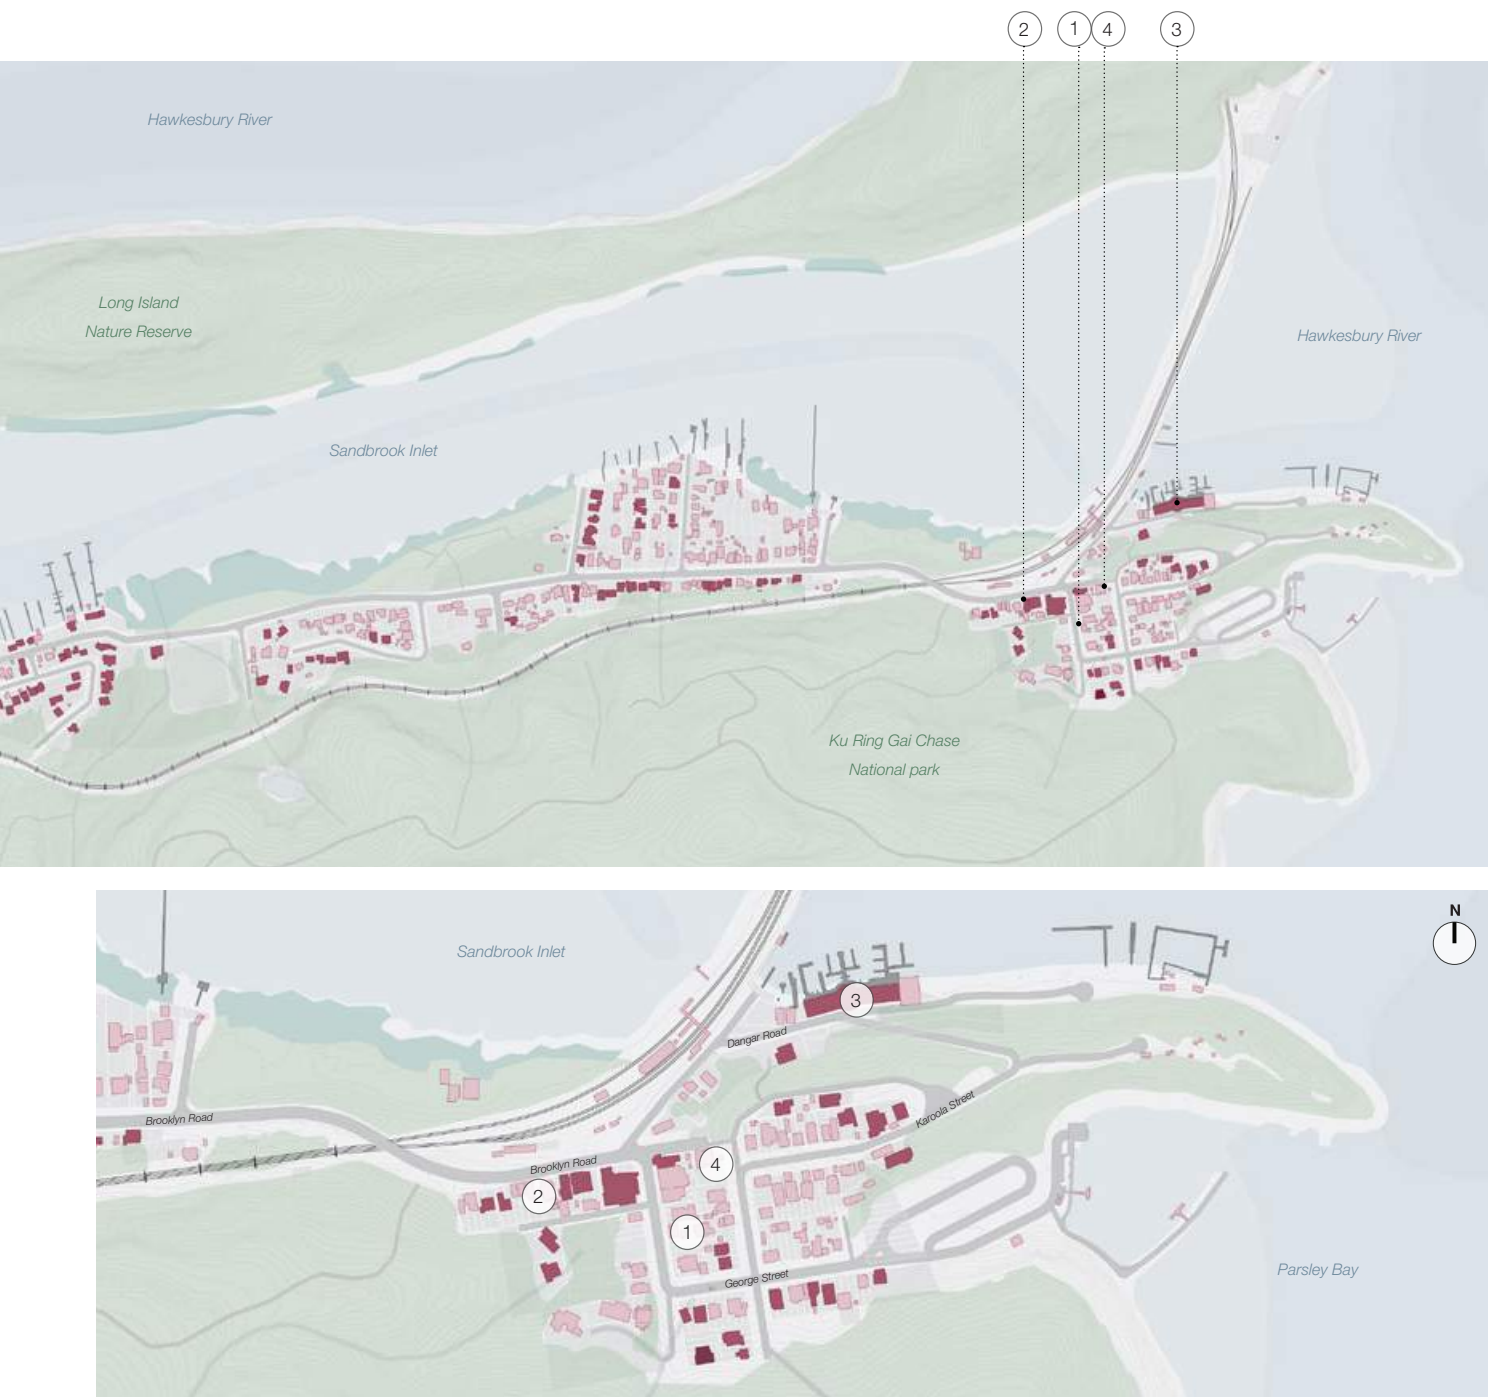 2
1
4
3
Hawkesbury River
Long Island
Nature Reserve
Hawkesbury River
Sandbrook Inlet
Ku Ring Gai Chase
National park
N
Sandbrook Inlet
3
Dangar Road
Karoola Street
Brooklyn Road
Brooklyn Road
4
2
1
George Street
Parsley Bay